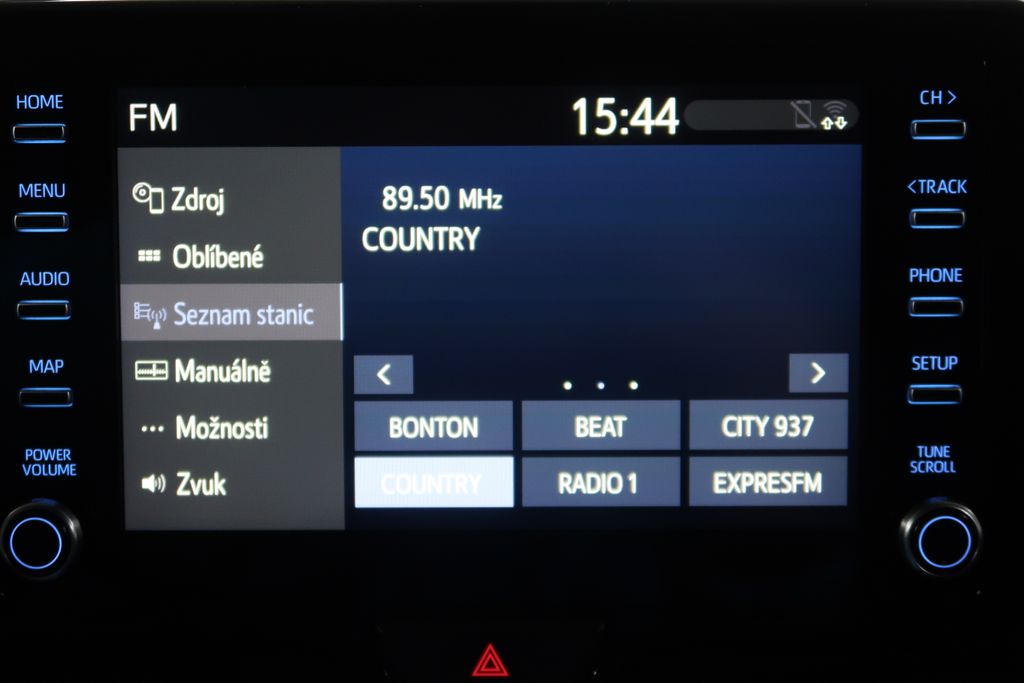 HOME
MENU
AUDIO
MAP
POWER
VOLUME
FM
15:44
Zdroj
Oblíbené
Seznam stanic
Manuálně
Možnosti
Zvuk
89.50 MHz
COUNTRY
<
>
BONTON
BEAT
CITY 937
COUNTRY
RADIO 1
EXPRESFM
CH >
<TRACK
PHONE
SETUP
TUNE
SCROLL